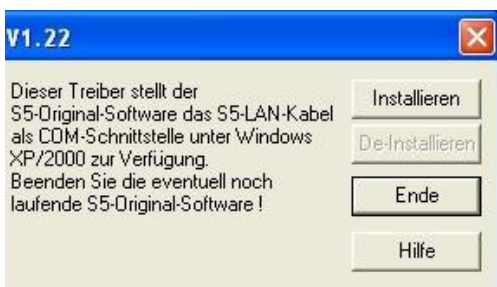 V1.22
Dieser Treiber stellt der
S5-Original-Software das S5-LAN-Kabel
als COM-Schnittstelle unter Windows
XP/2000 zur Verfügung.
Beenden Sie die eventuell noch
laufende S5-Original-Software !
Installieren
De-Installieren
Ende
Hilfe